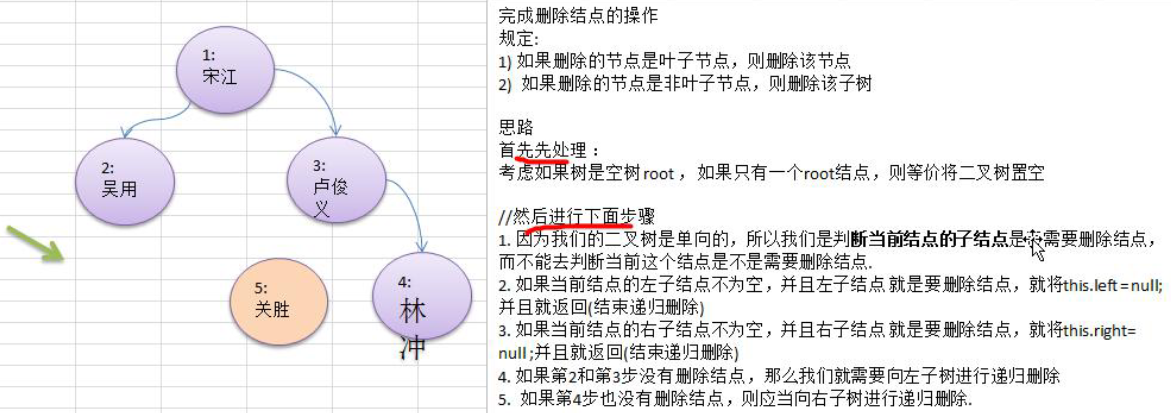 1:
宋江
2:
吴用
3:
卢俊
义
4:
林
冲
5:
关胜
完成删除结点的操作
规定:
1) 如果删除的节点是叶子节点，则删除该节点
2) 如果删除的节点是非叶子节点，则删除该子树
思路
首先先处理：
考虑如果树是空树root ，如果只有一个root结点，则等价将二叉树置空
//然后进行下面步骤
1. 因为我们的二叉树是单向的，所以我们是判断当前结点的子结点是 需要删除结点，
而不能去判断当前这个结点是不是需要删除结点.
2. 如果当前结点的左子结点不为空，并且左子结点 就是要删除结点，就将this.left = null;
并且就返回(结束递归删除)
3. 如果当前结点的右子结点不为空，并且右子结点 就是要删除结点，就将this.right=
null ;并且就返回(结束递归删除)
4. 如果第2和第3步没有删除结点，那么我们就需要向左子树进行递归删除
5. 如果第4步也没有删除结点，则应当向右子树进行递归删除.